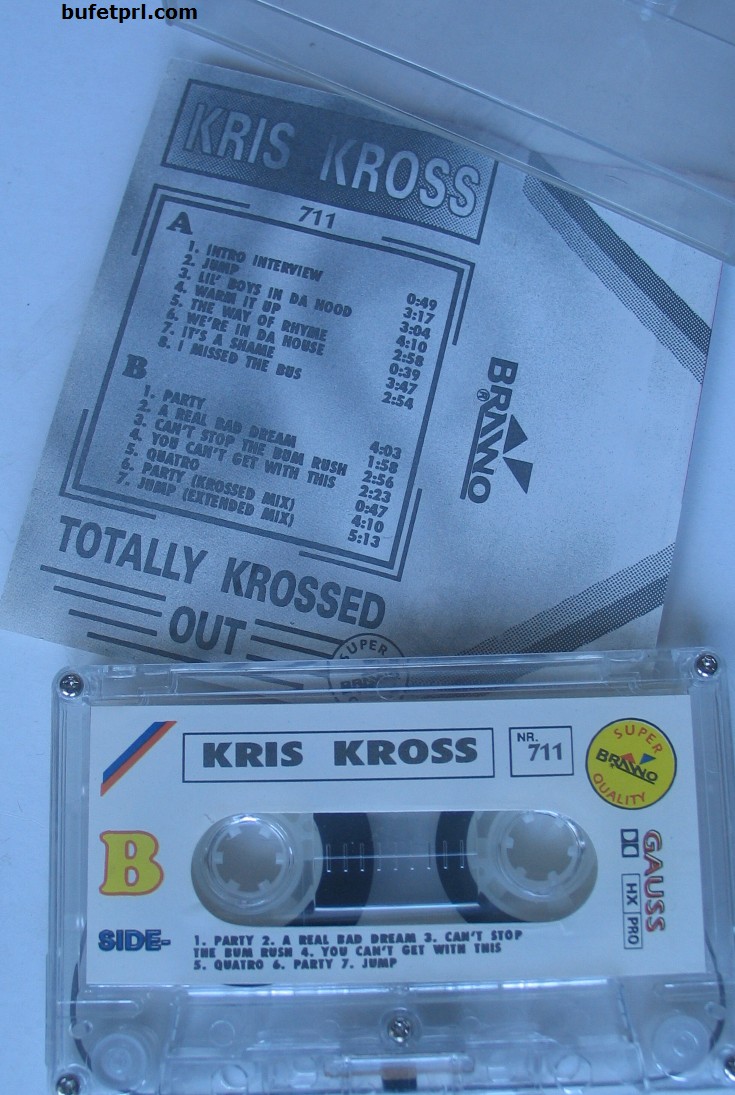 bufetprl.com
KRIS KROSS
711
A
1. INTRO INTERVIEW 0:49
2. JUMP 3:17
3. LIL' BOYS IN DA HOOD 3:04
4. WARM IT UP 4:10
5. THE WAY OF RHYME 2:58
6. WE'RE IN DA HOUSE 0:39
7. IT'S A SHAME 3:47
8. I MISSED THE BUS 2:54
B
1. PARTY 4:03
2. A REAL BAD DREAM 1:58
3. CAN'T STOP THE BUM RUSH 2:56
4. YOU CAN'T GET WITH THIS 2:23
5. QUATRO 0:47
6. PARTY (KROSSED MIX) 4:10
7. JUMP (EXTENDED MIX) 5:13
BRAWO
®
TOTALLY KROSSED
OUT
SUPER
BRAWO
KRIS KROSS
NR.
711
SUPER
BRAWO
QUALITY
B
SIDE-
GAUSS
HX PRO
1. PARTY 2. A REAL BAD DREAM 3. CAN'T STOP
THE BUM RUSH 4. YOU CAN'T GET WITH THIS
5. QUATRO 6. PARTY 7. JUMP